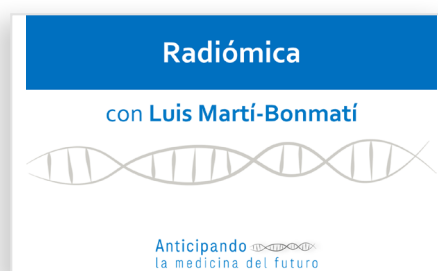 Radiómica
con Luis Martí-Bonmatí
Anticipando
la medicina del futuro